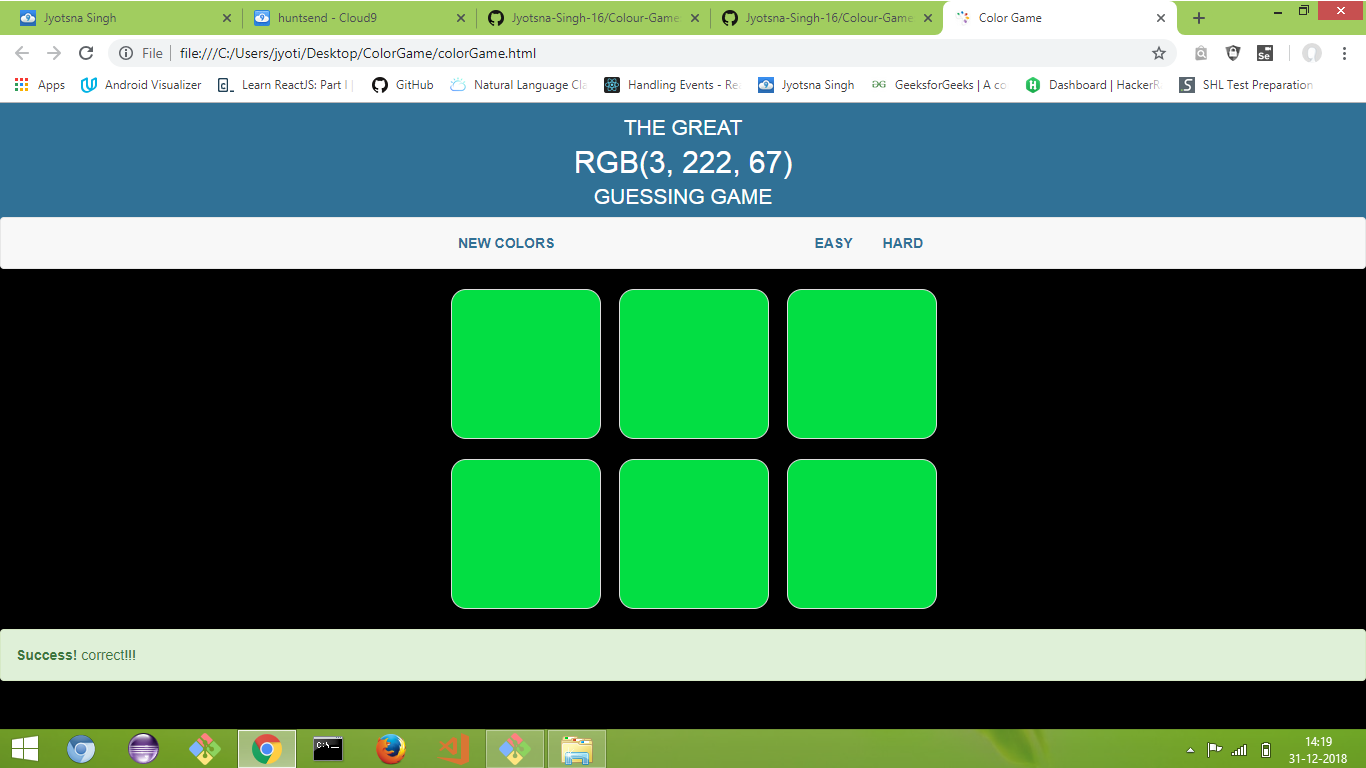 Jyotsna Singh
huntsend - Cloud9
Jyotsna-Singh-16/Colour-Game
Jyotsna-Singh-16/Colour-Game
Color Game
File
file:///C:/Users/jyoti/Desktop/ColorGame/colorGame.html
Se
Apps
Android Visualizer
Learn ReactJS: Part I
GitHub
Natural Language Cla
Handling Events - Re
Jyotsna Singh
GeeksforGeeks | A co
Dashboard | HackerR
SHL Test Preparation
THE GREAT
RGB(3, 222, 67)
GUESSING GAME
NEW COLORS
EASY
HARD
Success! correct!!!
C:\_
14:19
31-12-2018